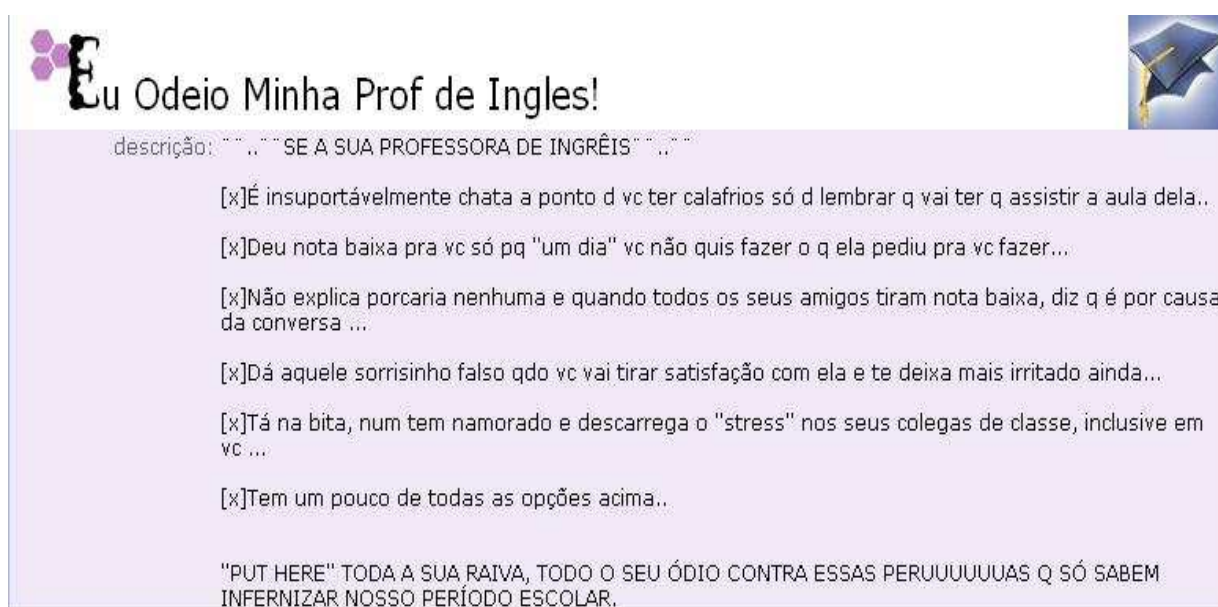 Eu Odeio Minha Prof de Ingles!
descrição: ¨¨..¨¨SE A SUA PROFESSORA DE INGRÊIS¨¨..¨¨
[x]É insuportávelmente chata a ponto d vc ter calafrios só d lembrar q vai ter q assistir a aula dela..
[x]Deu nota baixa pra vc só pq "um dia" vc não quis fazer o q ela pediu pra vc fazer...
[x]Não explica porcaria nenhuma e quando todos os seus amigos tiram nota baixa, diz q é por causa
da conversa ...
[x]Dá aquele sorrisinho falso qdo vc vai tirar satisfação com ela e te deixa mais irritado ainda...
[x]Tá na bita, num tem namorado e descarrega o "stress" nos seus colegas de classe, inclusive em
vc ...
[x]Tem um pouco de todas as opções acima..
"PUT HERE" TODA A SUA RAIVA, TODO O SEU ÓDIO CONTRA ESSAS PERUUUUUUAS Q SÓ SABEM
INFERNIZAR NOSSO PERÍODO ESCOLAR.